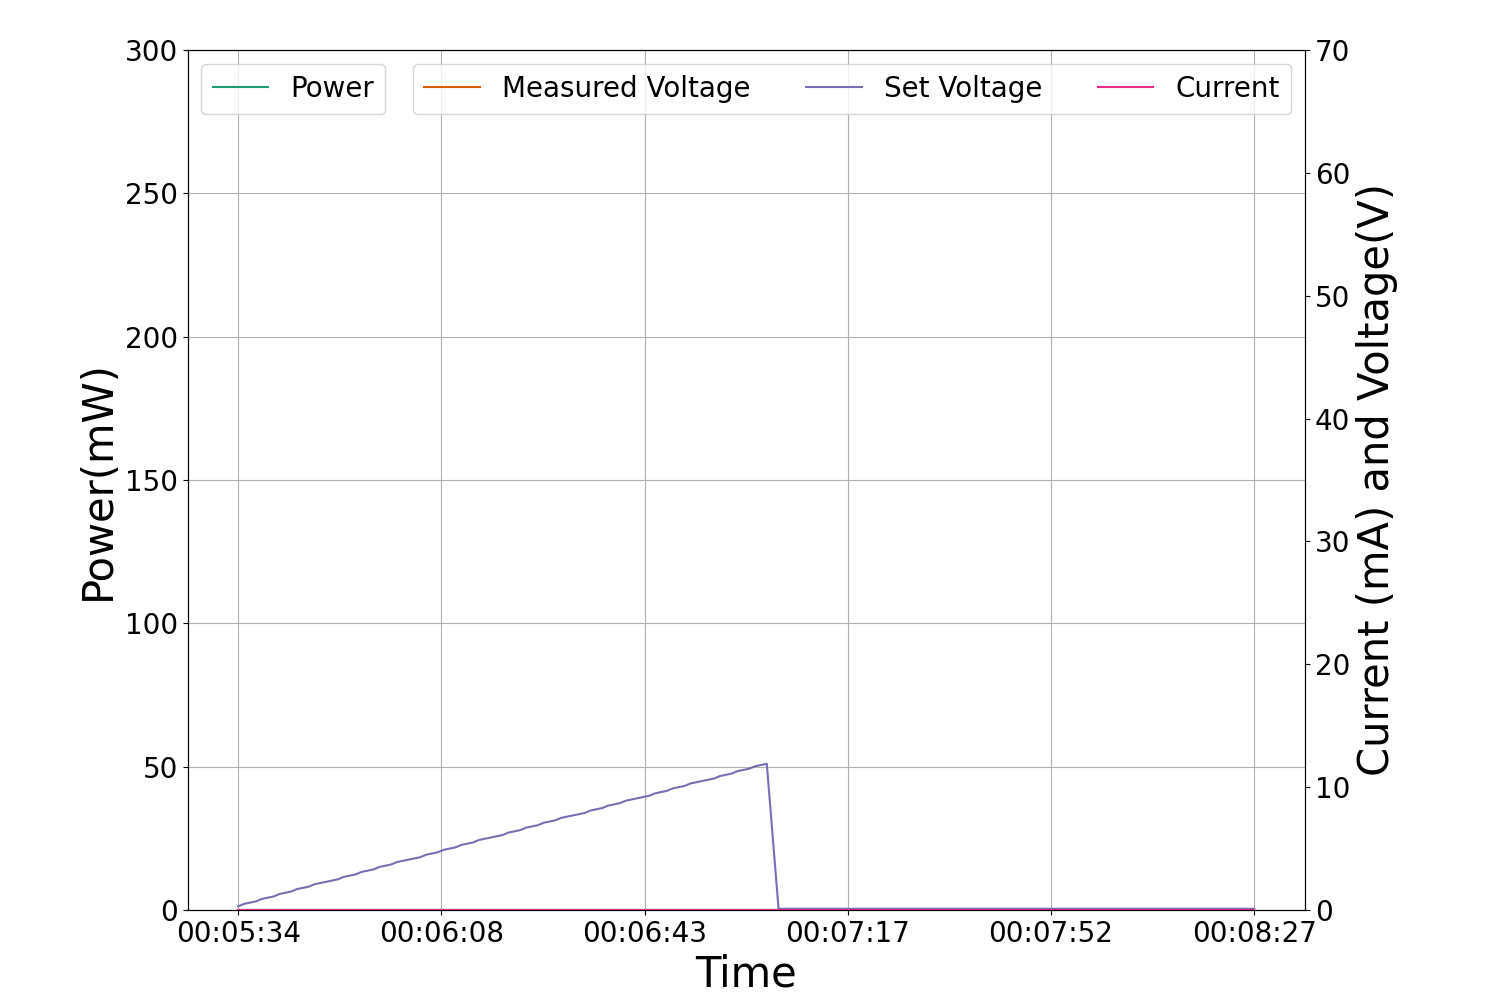 Power
Measured Voltage
Set Voltage
Current
300
250
200
150
100
50
0
Power(mW)
70
60
50
40
30
20
10
0
Current (mA) and Voltage(V)
00:05:34 00:06:08 00:06:43 00:07:17 00:07:52 00:08:27
Time